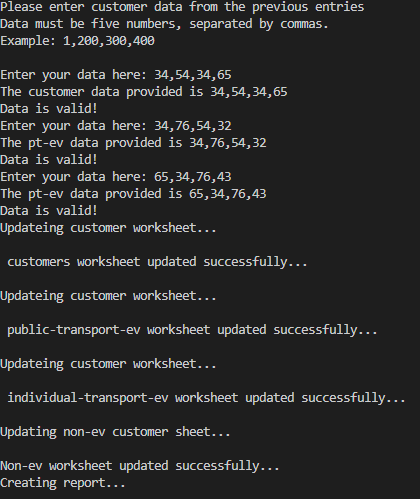 Please enter customer data from the previous entries
Data must be five numbers, separated by commas.
Example: 1,200,300,400
Enter your data here: 34,54,34,65
The customer data provided is 34,54,34,65
Data is valid!
Enter your data here: 34,76,54,32
The pt-ev data provided is 34,76,54,32
Data is valid!
Enter your data here: 65,34,76,43
The pt-ev data provided is 65,34,76,43
Data is valid!
Updateing customer worksheet...
customers worksheet updated successfully...
Updateing customer worksheet...
public-transport-ev worksheet updated successfully...
Updateing customer worksheet...
individual-transport-ev worksheet updated successfully...
Updating non-ev customer sheet...
Non-ev worksheet updated successfully...
Creating report...